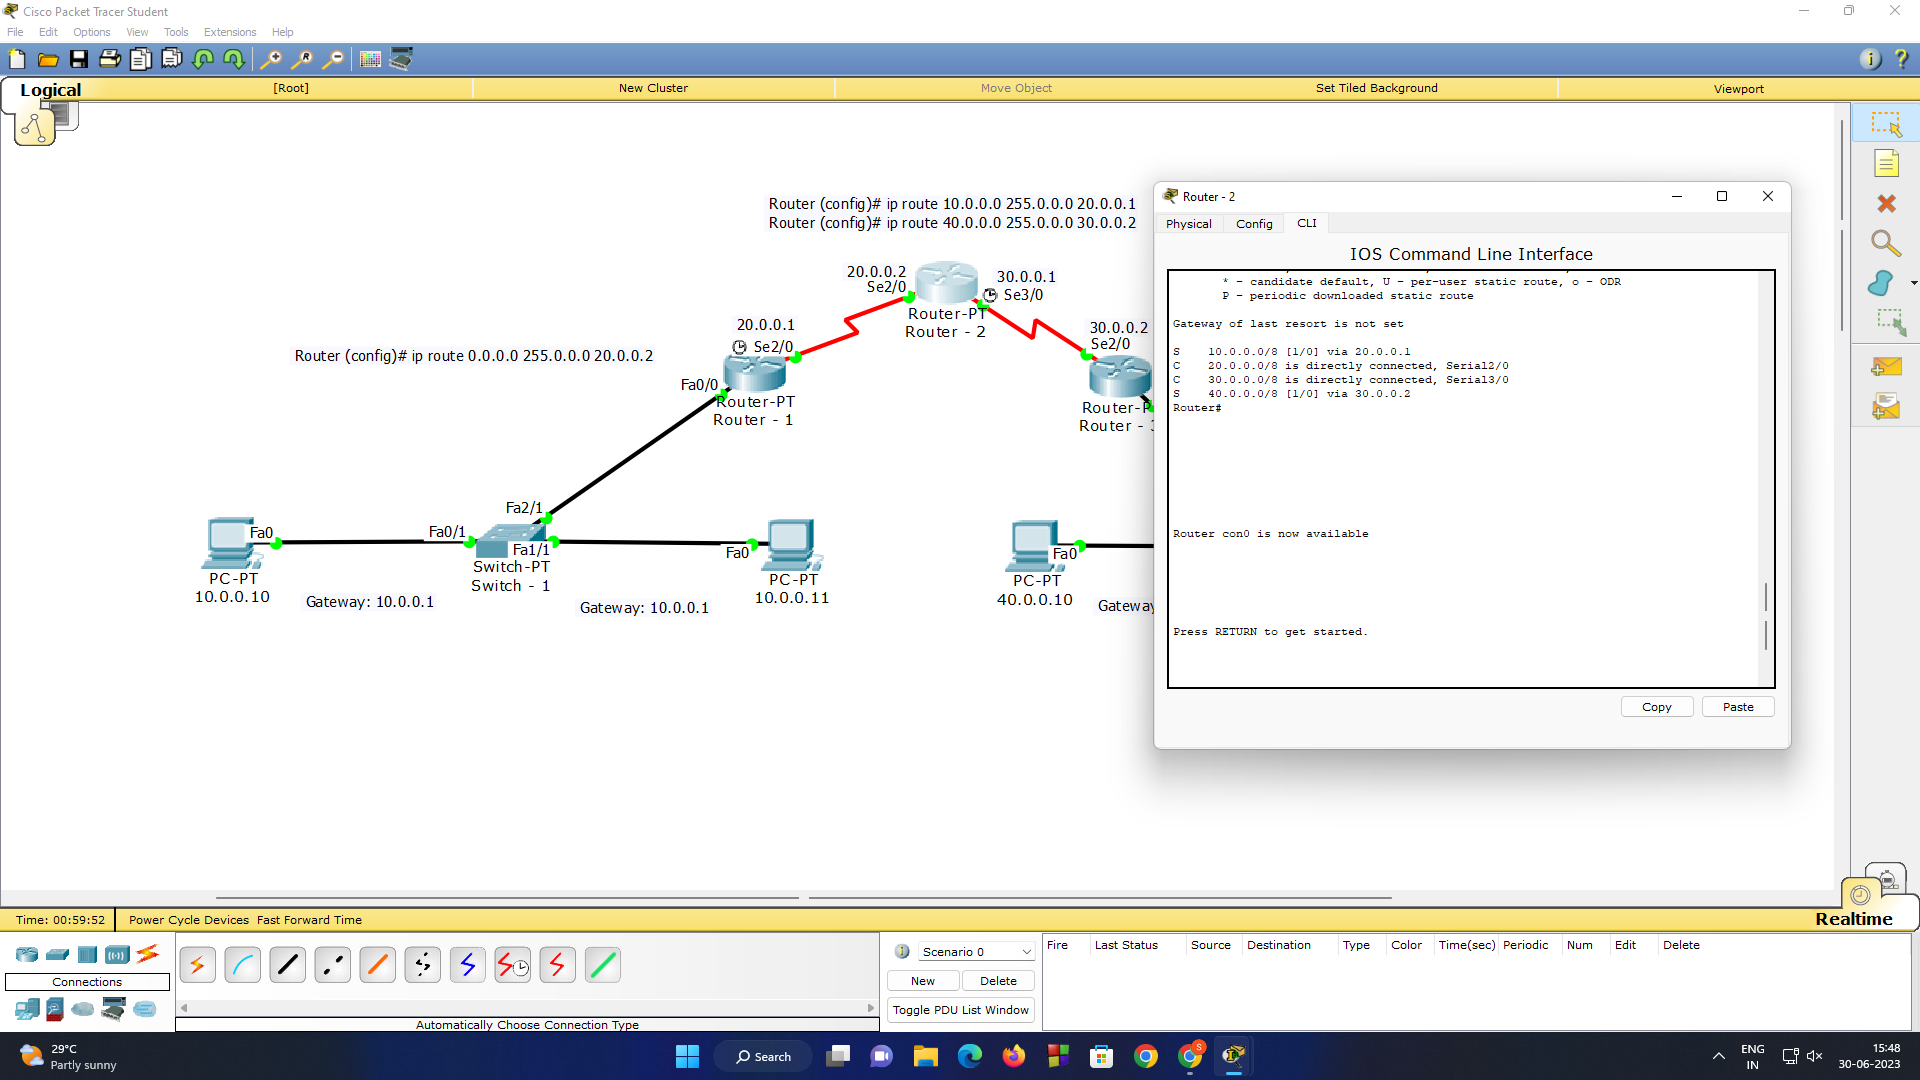 Cisco Packet Tracer Student
File Edit Options View Tools Extensions Help
Logical [Root] New Cluster Move Object Set Tiled Background Viewport
Router (config)# ip route 10.0.0.0 255.0.0.0 20.0.0.1
Router (config)# ip route 40.0.0.0 255.0.0.0 30.0.0.2
20.0.0.2
Se2/0
30.0.0.1
Se3/0
Router-PT
Router - 2
20.0.0.1
Se2/0
30.0.0.2
Se2/0
Router (config)# ip route 0.0.0.0 255.0.0.0 20.0.0.2
Fa0/0
Router-PT
Router - 1
Router-P
Router -
Fa2/1
Fa0
Fa0/1
Fa1/1
Fa0
Fa0
PC-PT
10.0.0.10
Gateway: 10.0.0.1
Switch-PT
Switch - 1
Gateway: 10.0.0.1
PC-PT
10.0.0.11
PC-PT
40.0.0.10
Gateway
Router - 2
Physical Config CLI
IOS Command Line Interface
* - candidate default, U - per-user static route, o - ODR
P - periodic downloaded static route
Gateway of last resort is not set
S 10.0.0.0/8 [1/0] via 20.0.0.1
C 20.0.0.0/8 is directly connected, Serial2/0
C 30.0.0.0/8 is directly connected, Serial3/0
S 40.0.0.0/8 [1/0] via 30.0.0.2
Router#
Router con0 is now available
Press RETURN to get started.
Copy Paste
Time: 00:59:52 Power Cycle Devices Fast Forward Time
Realtime
Connections
Automatically Choose Connection Type
Scenario 0
New Delete
Toggle PDU List Window
Fire Last Status Source Destination Type Color Time(sec) Periodic Num Edit Delete
29°C
Partly sunny
Search
S
ENG
IN
15:48
30-06-2023